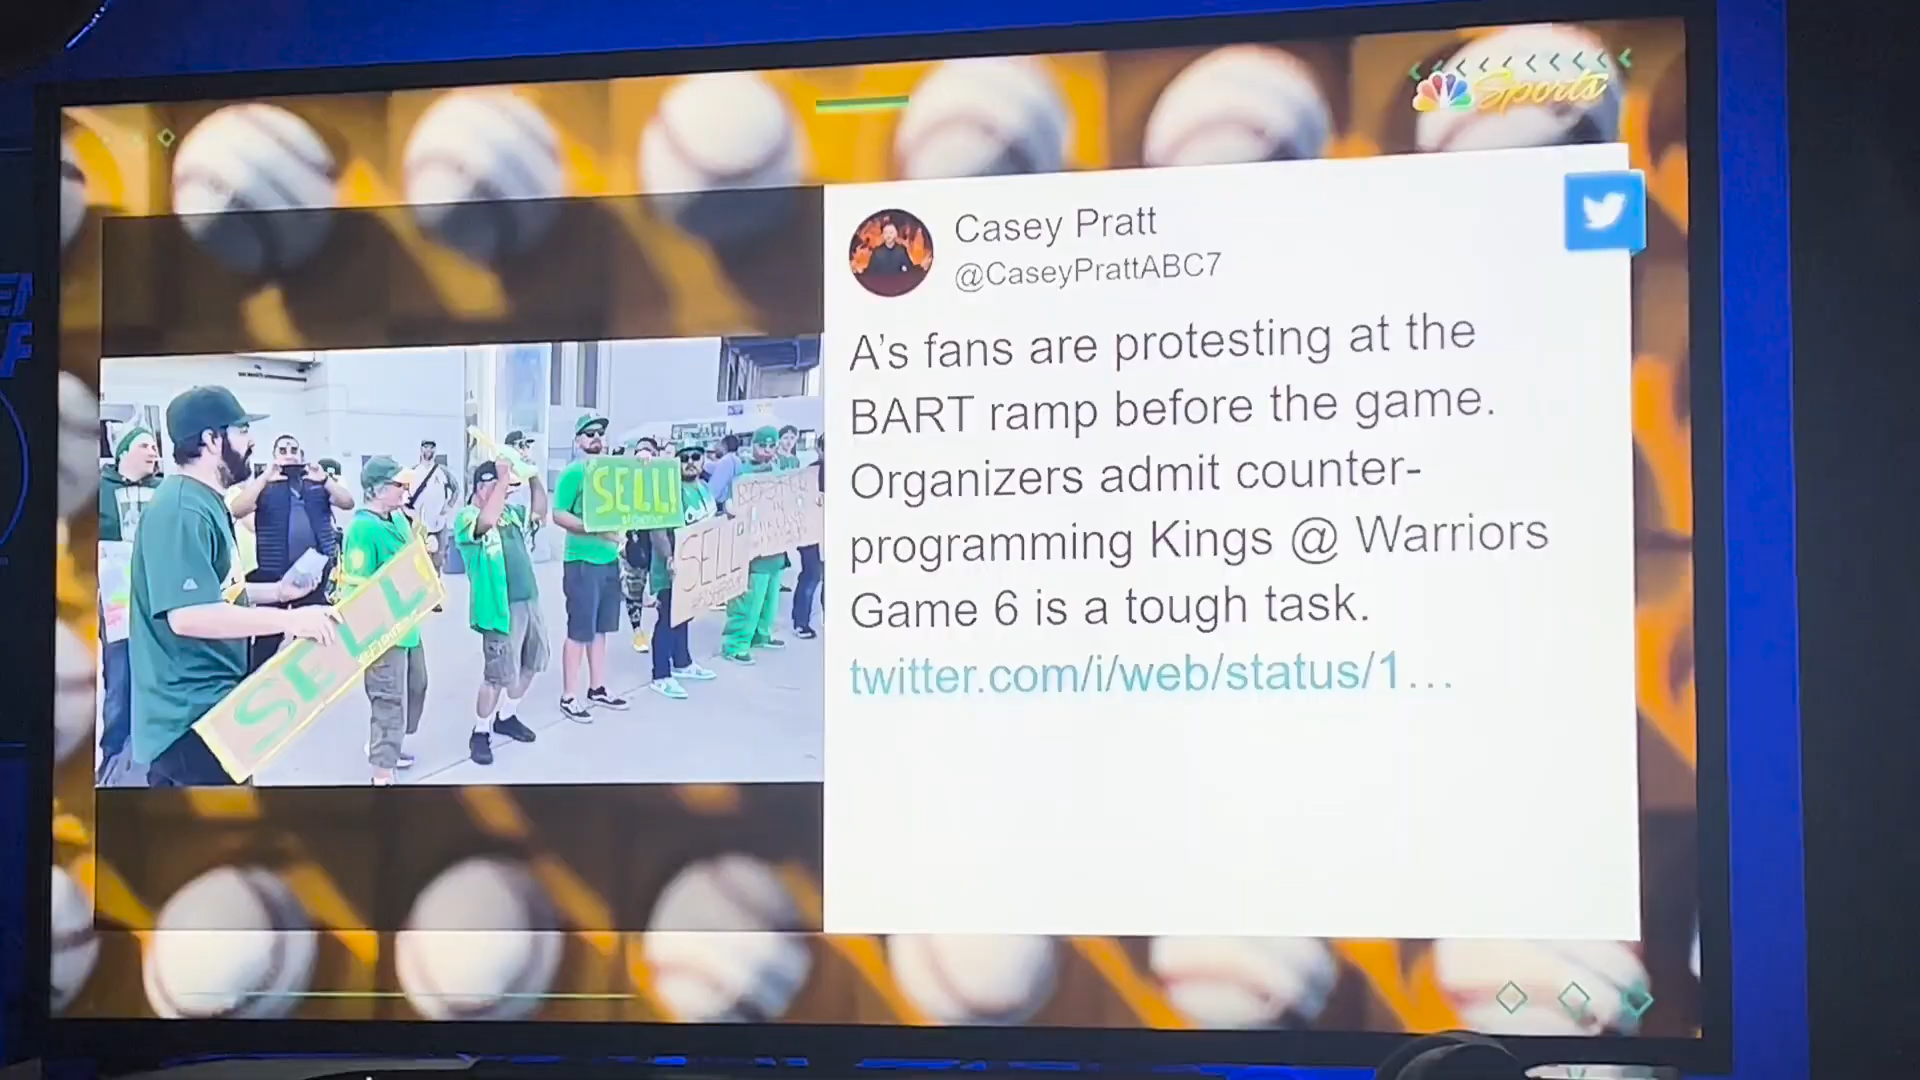 Sports
Casey Pratt
@CaseyPrattABC7
A's fans are protesting at the
BART ramp before the game.
Organizers admit counter-
programming Kings @ Warriors
Game 6 is a tough task.
twitter.com/i/web/status/1...
SELL!
SELL
SELL